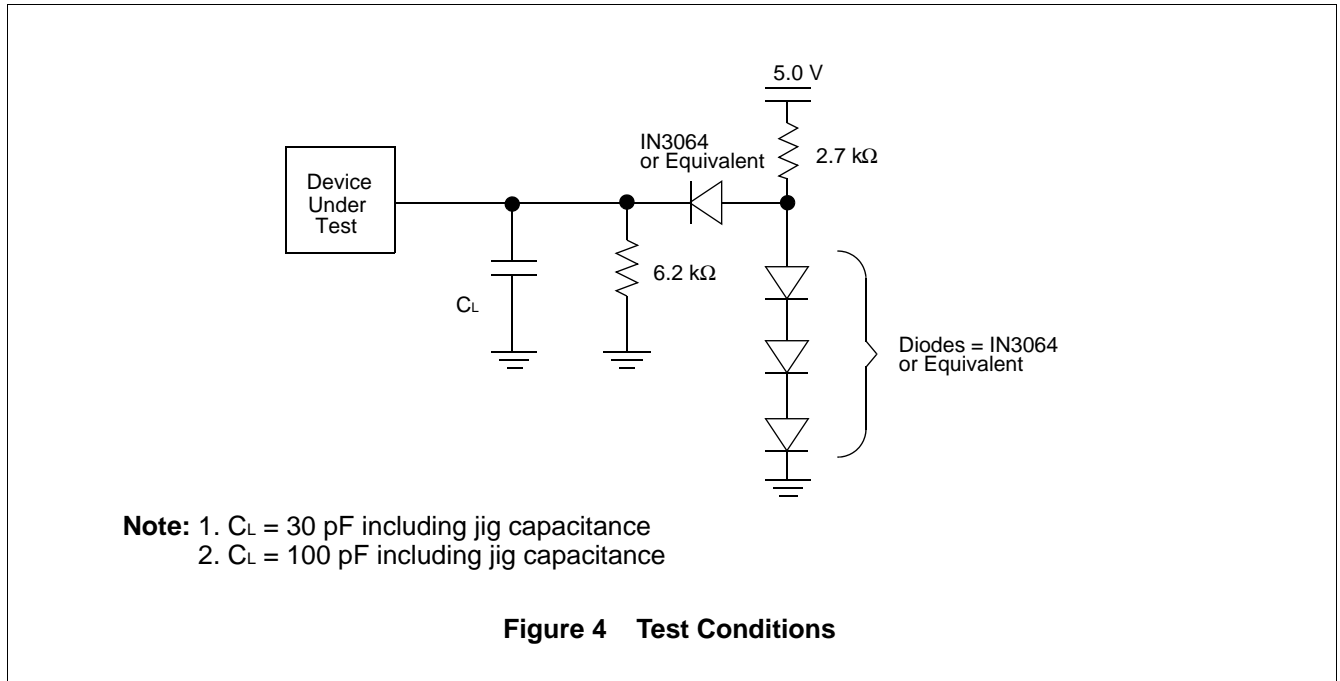 5.0 V
IN3064
or Equivalent
2.7 kΩ
Device
Under
Test
6.2 kΩ
CL
Diodes = IN3064
or Equivalent
Note: 1. CL = 30 pF including jig capacitance
2. CL = 100 pF including jig capacitance
Figure 4 Test Conditions